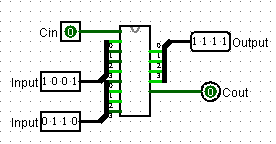 Cin 0
1 1 1 1 Output
Input 1 0 0 1
0 Cout
Input 0 1 1 0